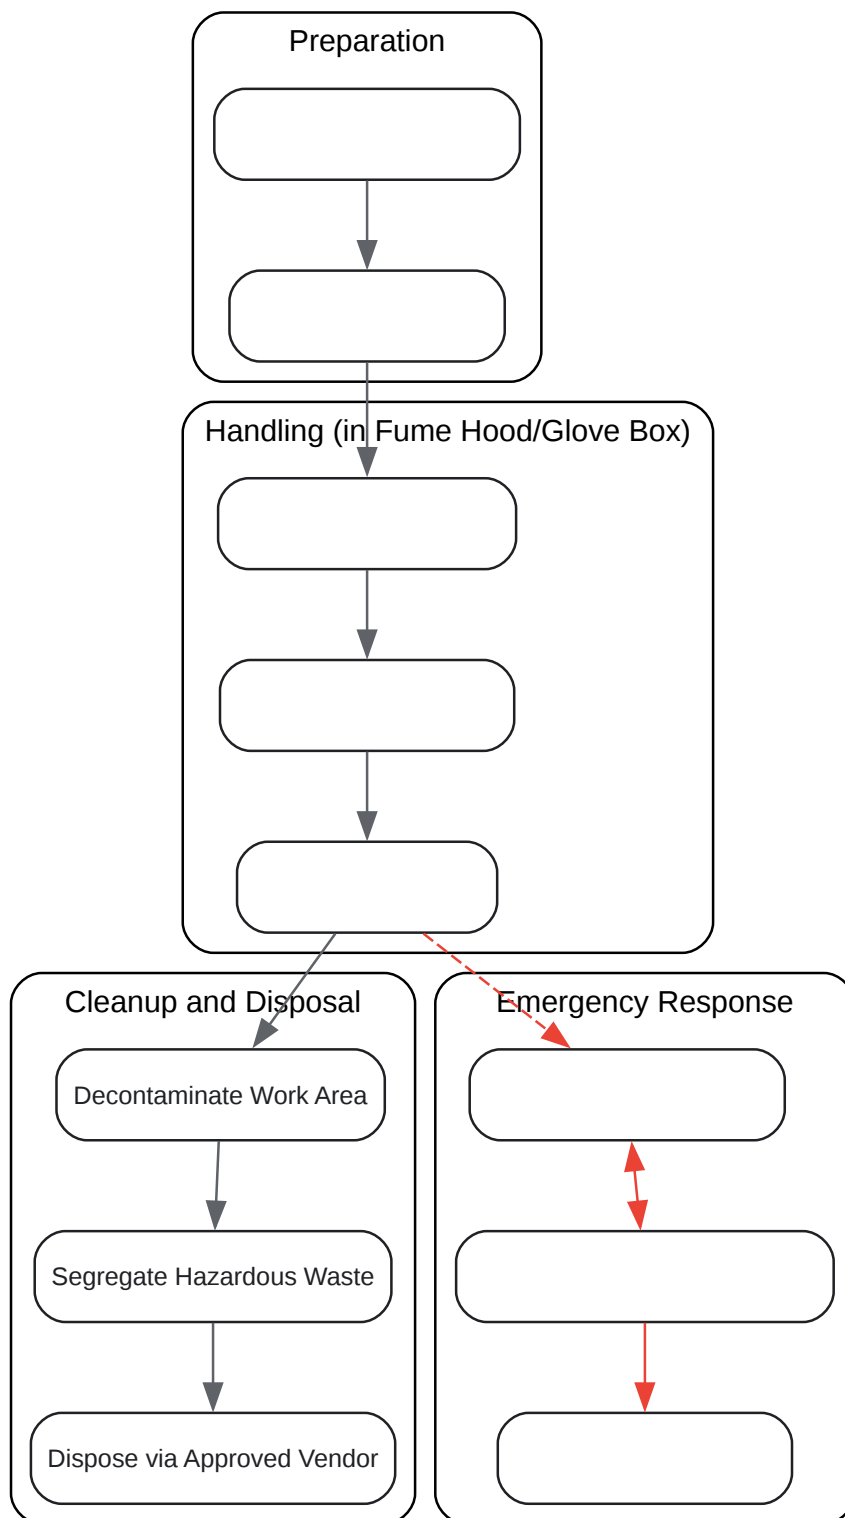 Preparation
Handling (in Fume Hood/Glove Box)
Cleanup and Disposal
Decontaminate Work Area
Segregate Hazardous Waste
Dispose via Approved Vendor
Emergency Response